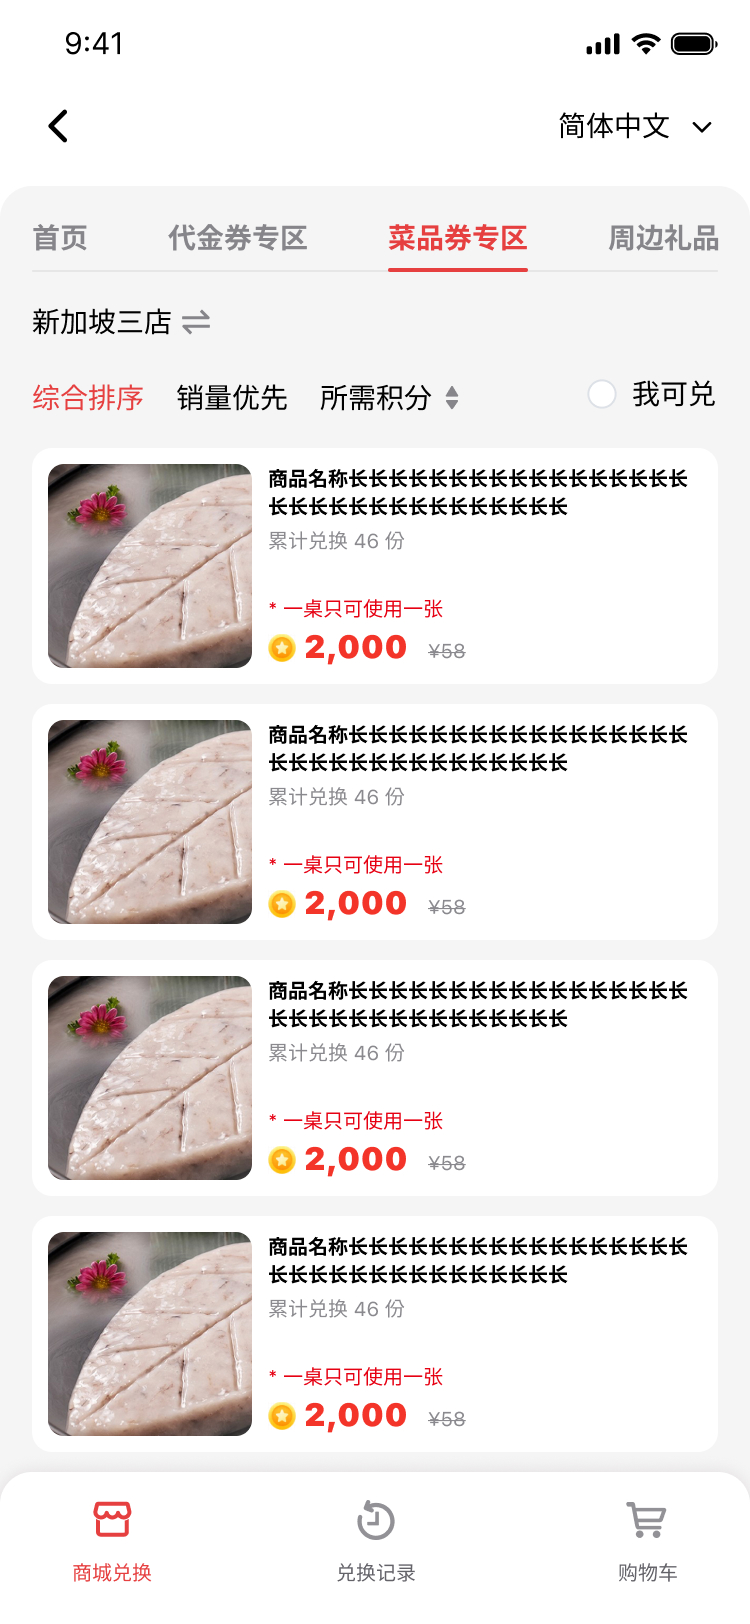 9:41
简体中文
首页 代金券专区 菜品券专区 周边礼品
新加坡三店
综合排序 销量优先 所需积分 我可兑
商品名称长长长长长长长长长长长长长长长长长
长长长长长长长长长长长长长长长
累计兑换 46 份
* 一桌只可使用一张
2,000 ¥58
商品名称长长长长长长长长长长长长长长长长长
长长长长长长长长长长长长长长长
累计兑换 46 份
* 一桌只可使用一张
2,000 ¥58
商品名称长长长长长长长长长长长长长长长长长
长长长长长长长长长长长长长长长
累计兑换 46 份
* 一桌只可使用一张
2,000 ¥58
商品名称长长长长长长长长长长长长长长长长长
长长长长长长长长长长长长长长长
累计兑换 46 份
* 一桌只可使用一张
2,000 ¥58
商城兑换 兑换记录 购物车